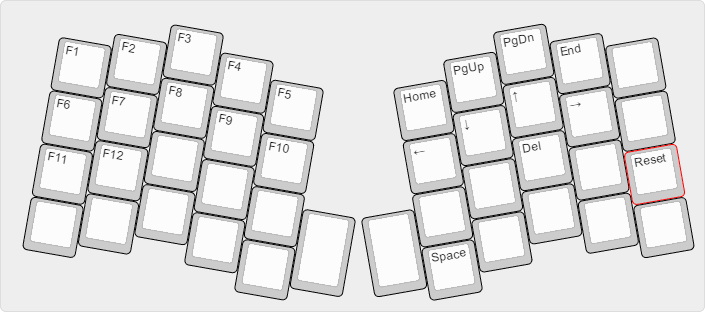 F1
F2
F3
F4
F5
Home
PgUp
PgDn
End
F6
F7
F8
F9
F10
←
↓
↑
→
F11
F12
Del
Reset
Space